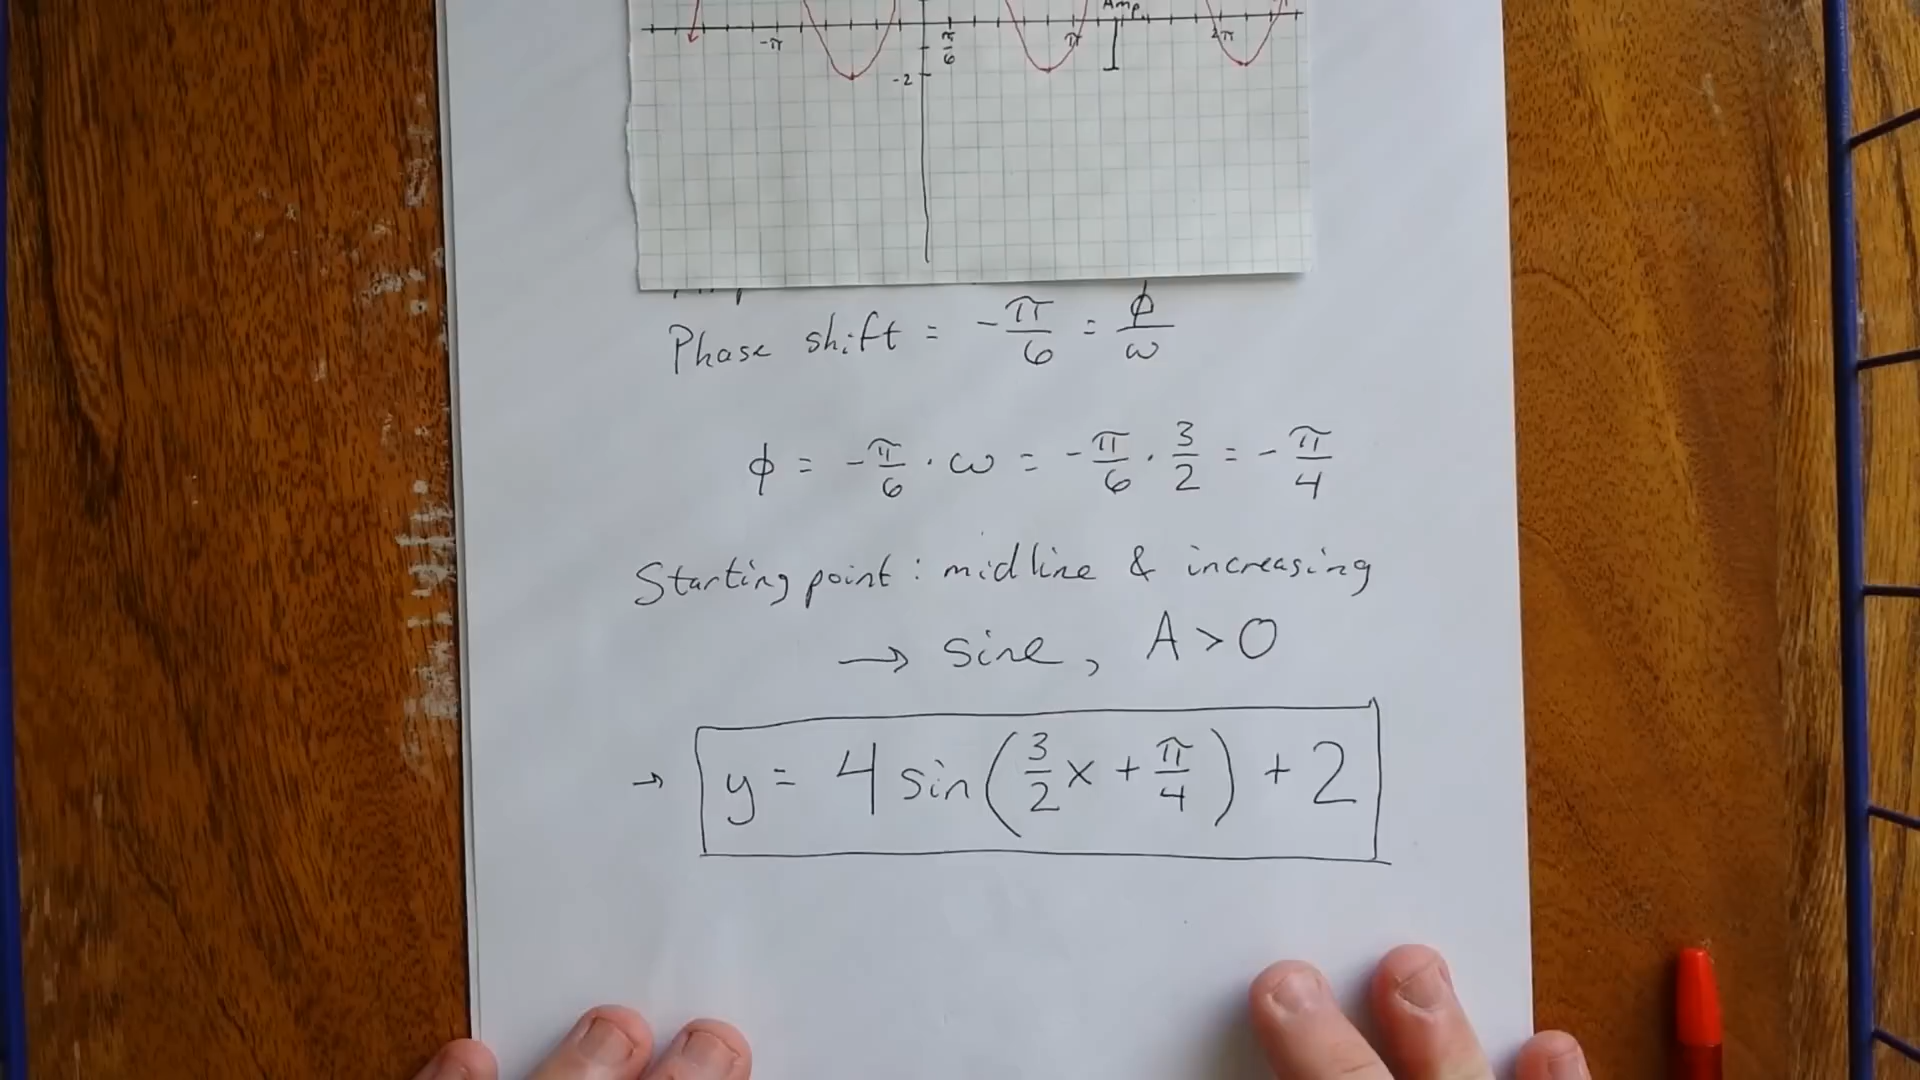 Amp.
-π π/6 π 2π
-2
Phase shift = -π/6 = ϕ/ω
ϕ = -π/6 · ω = -π/6 · 3/2 = -π/4
Starting point: midline & increasing
→ sine, A > 0
→ y = 4 sin(3/2 x + π/4) + 2